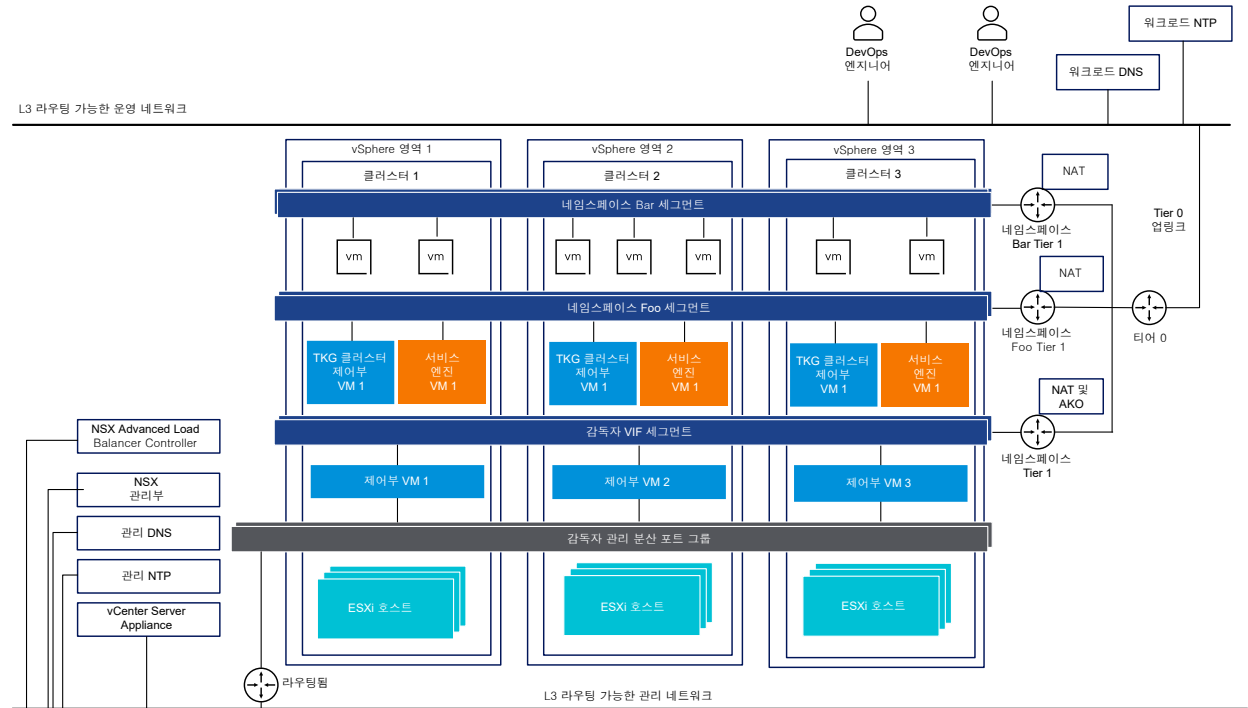 워크로드 NTP
DevOps
엔지니어
DevOps
엔지니어
워크로드 DNS
L3 라우팅 가능한 운영 네트워크
vSphere 영역 1
vSphere 영역 2
vSphere 영역 3
클러스터 1
클러스터 2
클러스터 3
NAT
네임스페이스 Bar 세그먼트
네임스페이스
Bar Tier 1
Tier 0
업링크
vm
vm
vm
vm
vm
vm
vm
NAT
네임스페이스 Foo 세그먼트
네임스페이스
Foo Tier 1
티어 0
TKG 클러스터
제어부
VM 1
서비스
엔진
VM 1
TKG 클러스터
제어부
VM 1
서비스
엔진
VM 1
TKG 클러스터
제어부
VM 1
서비스
엔진
VM 1
NAT 및
AKO
감독자 VIF 세그먼트
네임스페이스
Tier 1
NSX Advanced Load
Balancer Controller
NSX
관리부
제어부 VM 1
제어부 VM 2
제어부 VM 3
관리 DNS
감독자 관리 분산 포트 그룹
관리 NTP
vCenter Server
Appliance
ESXi 호스트
ESXi 호스트
ESXi 호스트
라우팅됨
L3 라우팅 가능한 관리 네트워크